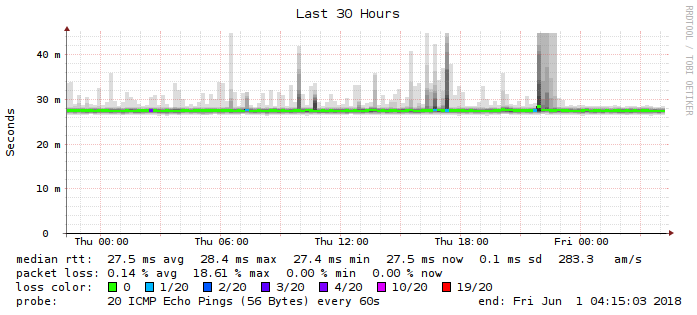 Last 30 Hours
RRDTOOL / TOBI OETIKER
Seconds
40 m
30 m
20 m
10 m
0
Thu 00:00 Thu 06:00 Thu 12:00 Thu 18:00 Fri 00:00
median rtt: 27.5 ms avg 28.4 ms max 27.4 ms min 27.5 ms now 0.1 ms sd 283.3 am/s
packet loss: 0.14 % avg 18.61 % max 0.00 % min 0.00 % now
loss color: 0 1/20 2/20 3/20 4/20 10/20 19/20
probe: 20 ICMP Echo Pings (56 Bytes) every 60s end: Fri Jun 1 04:15:03 2018